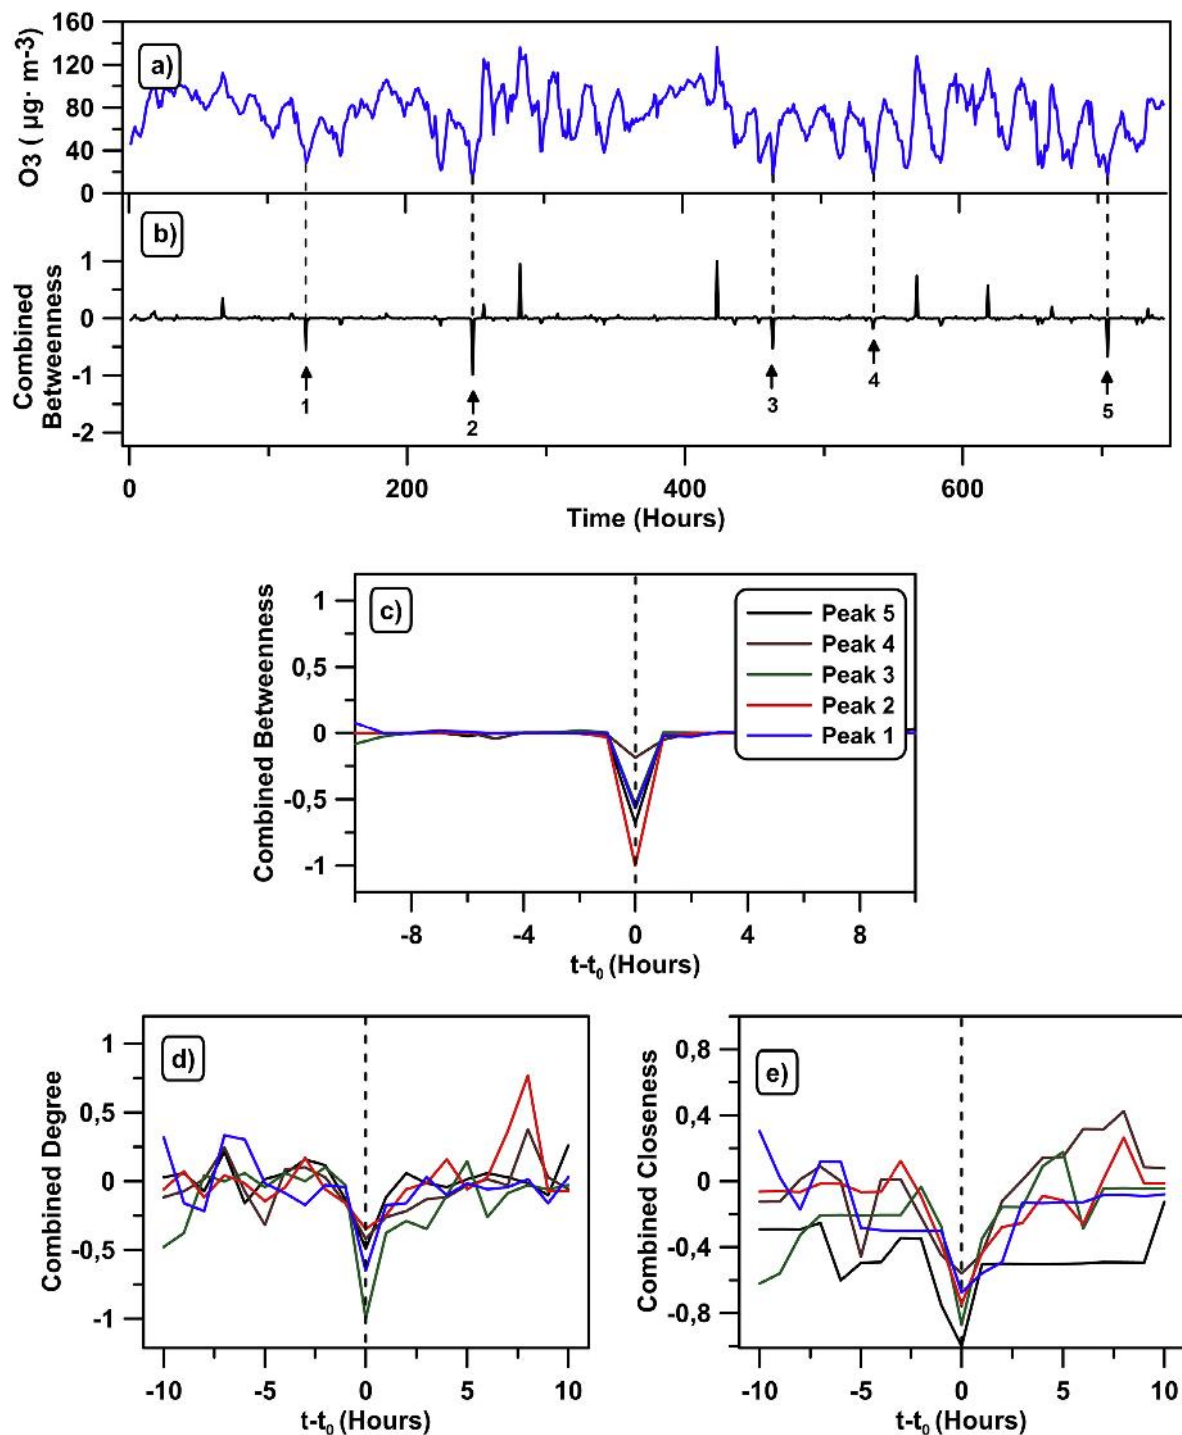 160
120
80
40
0
O3 ( µg· m-3)
a)
b)
1
0
-1
-2
Combined
Betweenness
1
2
3
4
5
0
200
400
600
Time (Hours)
c)
Combined Betweenness
1
0,5
0
-0,5
-1
Peak 5
Peak 4
Peak 3
Peak 2
Peak 1
-8
-4
0
4
8
t-t₀ (Hours)
d)
Combined Degree
1
0,5
0
-0,5
-1
-10
-5
0
5
10
t-t₀ (Hours)
e)
Combined Closeness
0,8
0,4
0
-0,4
-0,8
-10
-5
0
5
10
t-t₀ (Hours)